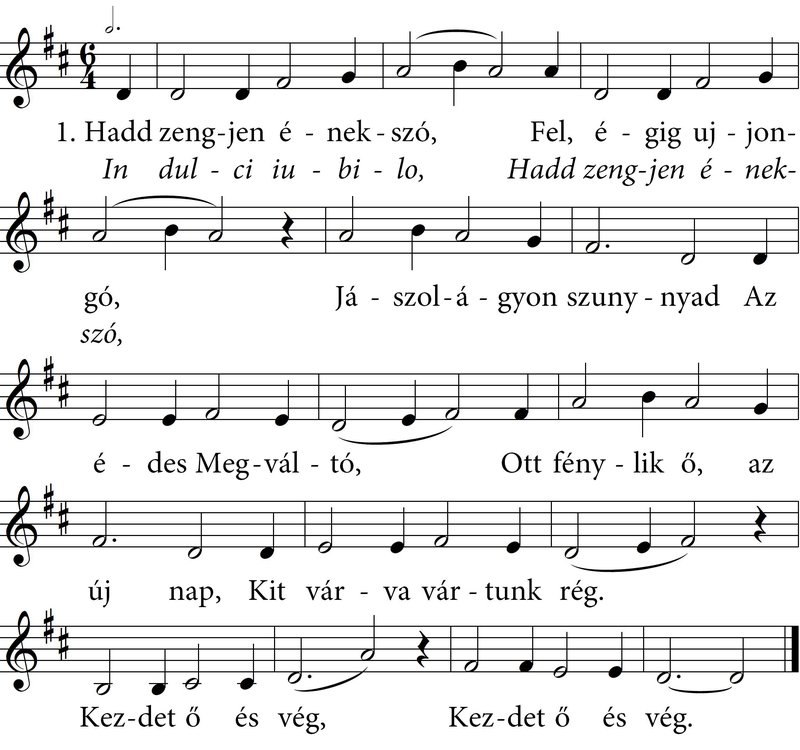 6
4
1. Hadd zeng-jen é - nek - szó, Fel, é - gig uj - jon-
In dul - ci iu - bi - lo, Hadd zeng-jen é - nek-
gó, Já - szol - á - gyon szuny - nyad Az
szó,
é - des Meg - vál - tó, Ott fény - lik ő, az
új nap, Kit vár - va vár - tunk rég.
Kez - det ő és vég, Kez - det ő és vég.